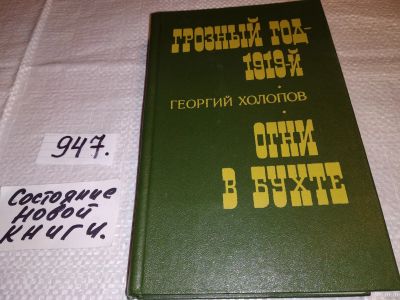 ГРОЗНЫЙ ГОД-
1919-Й
ГЕОРГИЙ ХОЛОПОВ
ОГНИ
В БУХТЕ
947.
Состояние
новой
книги.